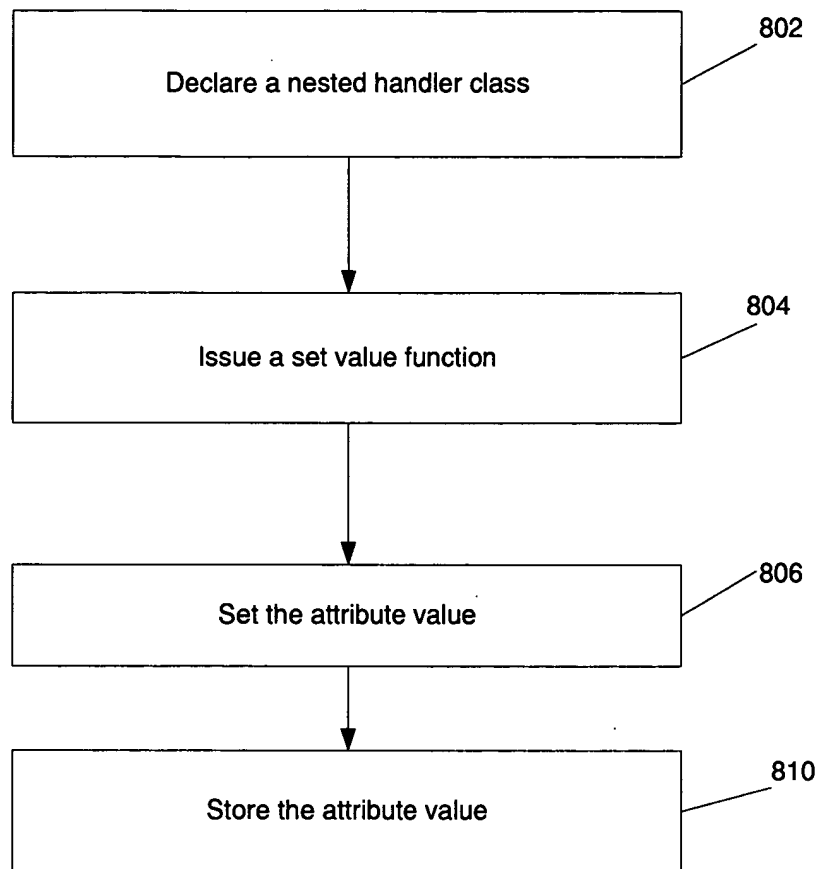 802
Declare a nested handler class
804
Issue a set value function
806
Set the attribute value
810
Store the attribute value